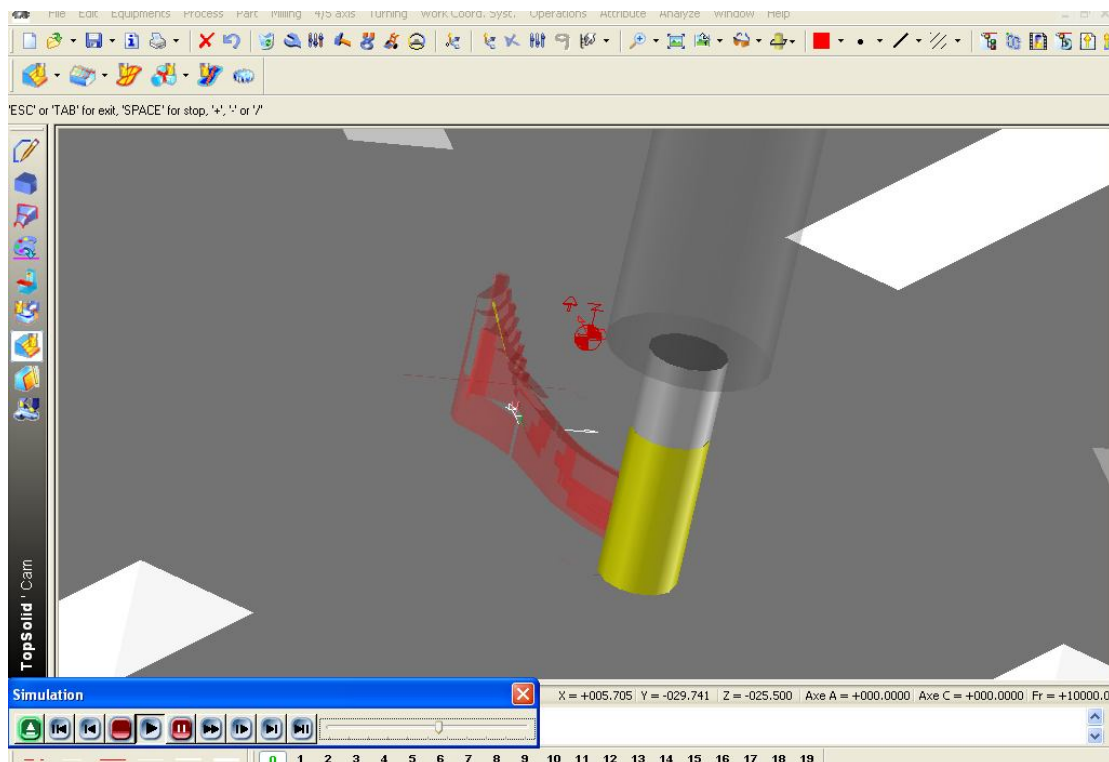 File Edit Equipments Process Part Milling 4/5 axis Turning Work Coord. Syst. Operations Attribute Analyze Window Help
'ESC' or 'TAB' for exit, 'SPACE' for stop, '+', '-' or '/'
Z
TopSolid'Cam
Simulation
X = +005.705 Y = -029.741 Z = -025.500 Axe A = +000.0000 Axe C = +000.0000 Fr = +10000.0
0 1 2 3 4 5 6 7 8 9 10 11 12 13 14 15 16 17 18 19